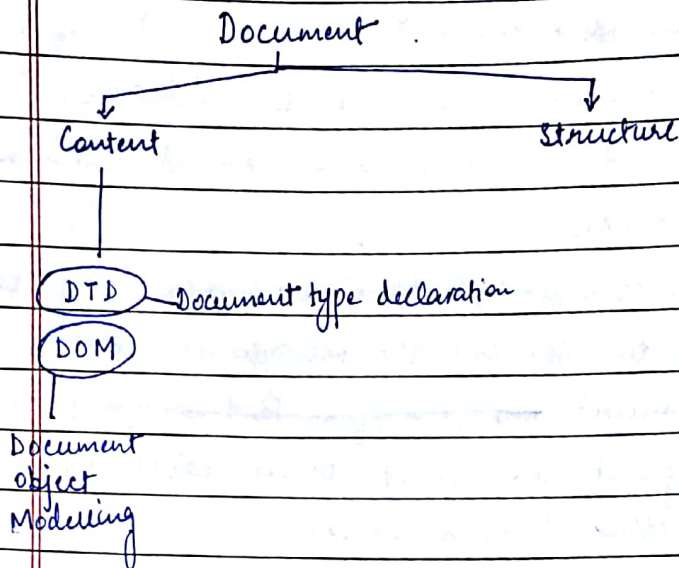 Document .
Content Structure
DTD Document type declaration
DOM
Document
object
Modelling